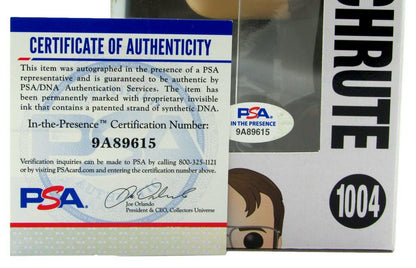 CERTIFICATE OF AUTHENTICITY
This item was autographed in the presence of a PSA
representative and is guaranteed to be authentic by
PSA/DNA Authentication Services. The item has
been permanently marked with proprietary invisible
ink that contains a patented strand of synthetic DNA.
In-the-Presence™ Certification Number:
9A89615
Verification inquiries can be made by PSA by calling 800-325-1121
or by visiting PSAcard.com and entering the certification number above.
PSA
Joe Orlando
President & CEO, Collectors Universe
PSA
IN THE PRESENCE
9A89615
CHRUTE
1004